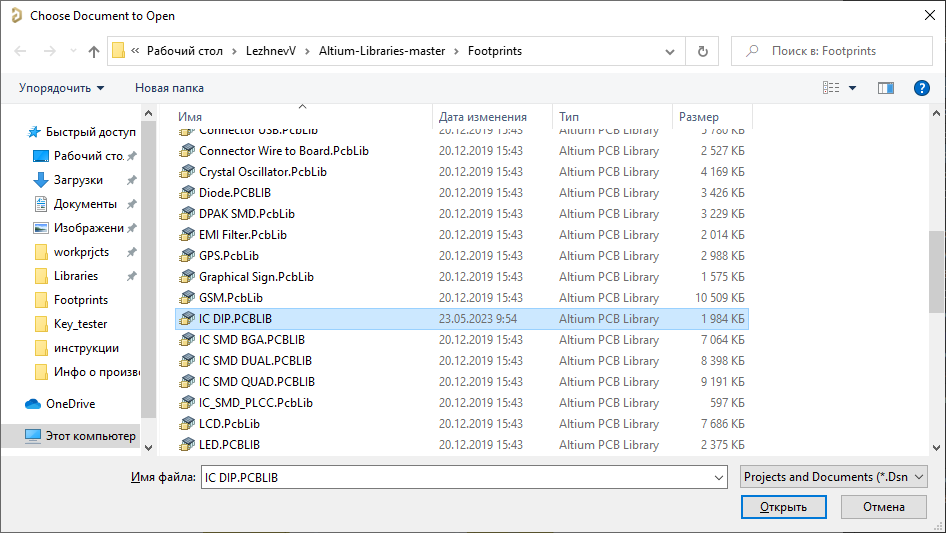 Choose Document to Open
« Рабочий стол › LezhnevV › Altium-Libraries-master › Footprints
Поиск в: Footprints
Упорядочить Новая папка
Имя Дата изменения Тип Размер
Быстрый доступ
Рабочий сто.
Загрузки
Документы
Изображени
workprjcts
Libraries
Footprints
Key_tester
инструкции
Инфо о произв
OneDrive
Этот компьютер
Connector USB.PcbLib 20.12.2019 15:43 Altium PCB Library 5 780 КБ
Connector Wire to Board.PcbLib 20.12.2019 15:43 Altium PCB Library 2 527 КБ
Crystal Oscillator.PcbLib 20.12.2019 15:43 Altium PCB Library 4 169 КБ
Diode.PCBLIB 20.12.2019 15:43 Altium PCB Library 3 426 КБ
DPAK SMD.PcbLib 20.12.2019 15:43 Altium PCB Library 3 229 КБ
EMI Filter.PcbLib 20.12.2019 15:43 Altium PCB Library 2 014 КБ
GPS.PcbLib 20.12.2019 15:43 Altium PCB Library 2 988 КБ
Graphical Sign.PcbLib 20.12.2019 15:43 Altium PCB Library 1 575 КБ
GSM.PcbLib 20.12.2019 15:43 Altium PCB Library 10 509 КБ
IC DIP.PCBLIB 23.05.2023 9:54 Altium PCB Library 1 984 КБ
IC SMD BGA.PCBLIB 20.12.2019 15:43 Altium PCB Library 7 064 КБ
IC SMD DUAL.PCBLIB 20.12.2019 15:43 Altium PCB Library 8 398 КБ
IC SMD QUAD.PCBLIB 20.12.2019 15:43 Altium PCB Library 9 191 КБ
IC_SMD_PLCC.PcbLib 20.12.2019 15:43 Altium PCB Library 597 КБ
LCD.PcbLib 20.12.2019 15:43 Altium PCB Library 7 686 КБ
LED.PCBLIB 20.12.2019 15:43 Altium PCB Library 2 375 КБ
Имя файла: IC DIP.PCBLIB Projects and Documents (*.Dsn
Открыть Отмена